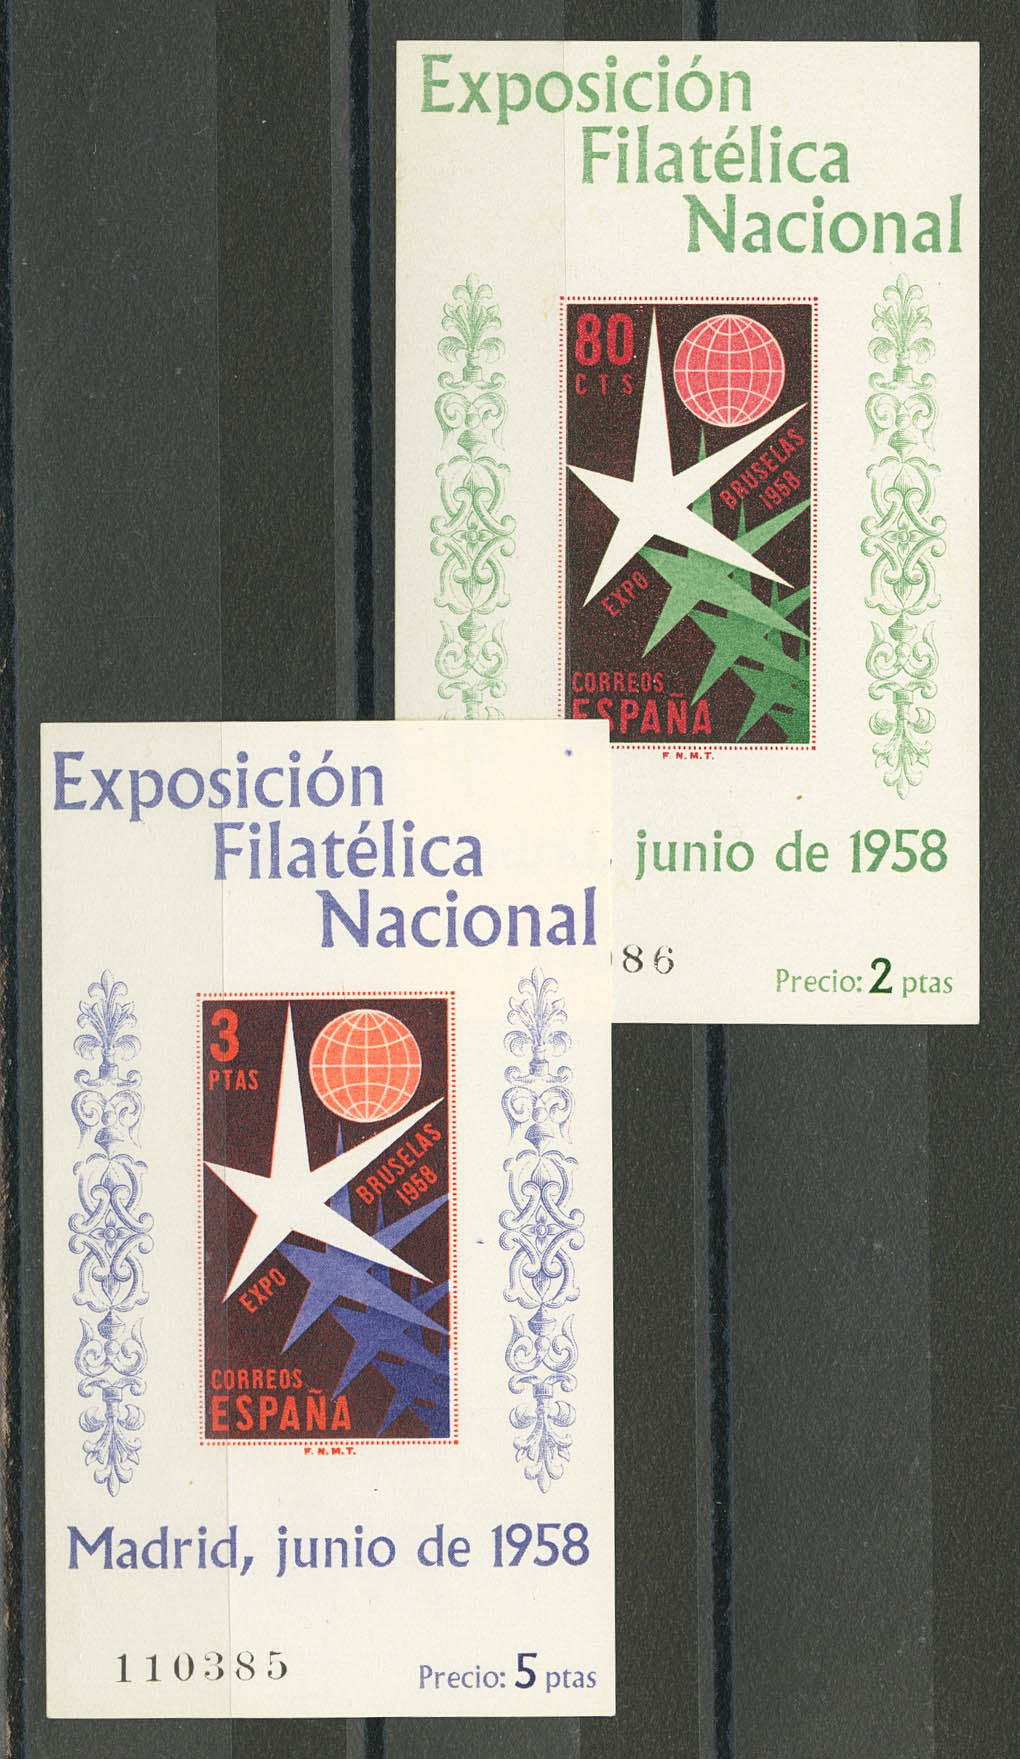 Exposición
Filatélica
Nacional
80
CTS
BRUSELAS
1958
EXPO
CORREOS
ESPAÑA
F.N.M.T.
junio de 1958
86
Precio: 2 ptas
Exposición
Filatélica
Nacional
3
PTAS
BRUSELAS
1958
EXPO
CORREOS
ESPAÑA
F.N.M.T.
Madrid, junio de 1958
110385
Precio: 5 ptas